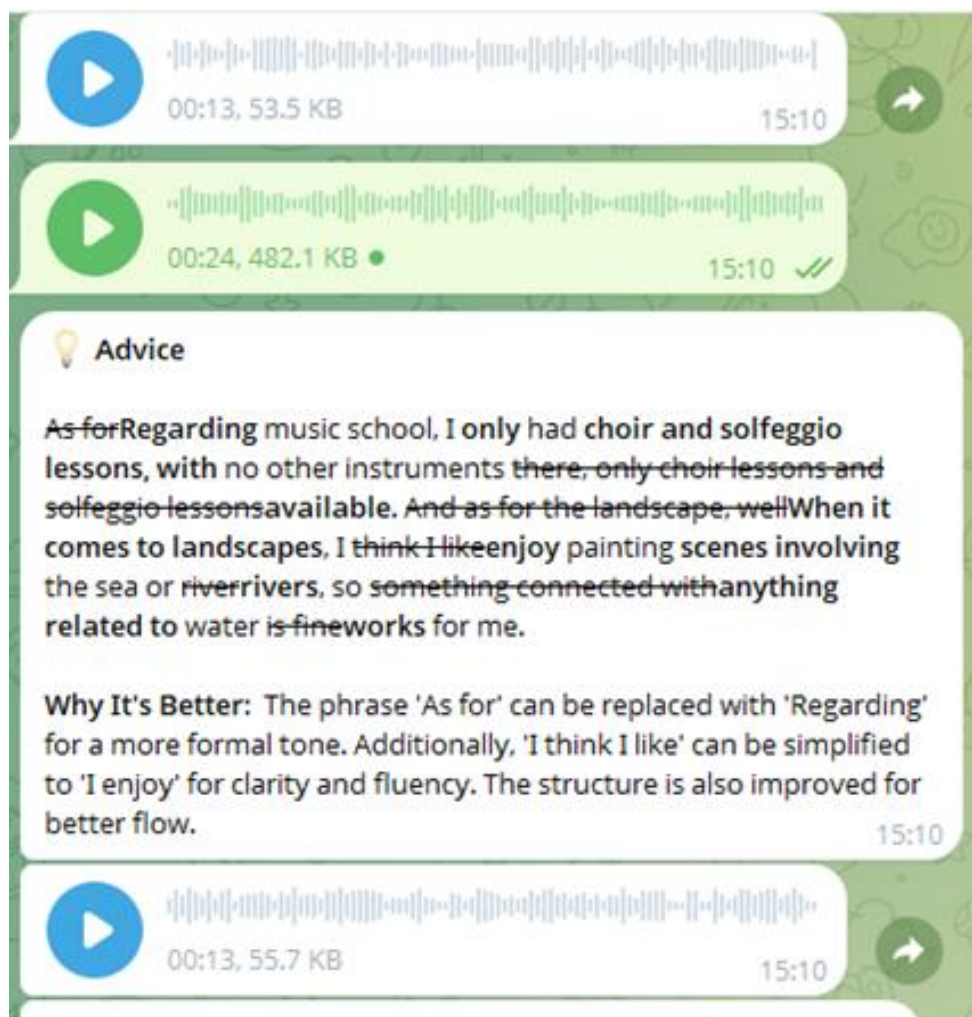 00:13, 53.5 KB
15:10
00:24, 482.1 KB
15:10
Advice
As forRegarding music school, I only had choir and solfeggio
lessons, with no other instruments there, only choir lessons and
solfeggio lessonsavailable. And as for the landscape, wellWhen it
comes to landscapes, I think I likeenjoy painting scenes involving
the sea or riverrivers, so something connected withanything
related to water is fineworks for me.
Why It's Better: The phrase 'As for' can be replaced with 'Regarding'
for a more formal tone. Additionally, 'I think I like' can be simplified
to 'I enjoy' for clarity and fluency. The structure is also improved for
better flow.
15:10
00:13, 55.7 KB
15:10